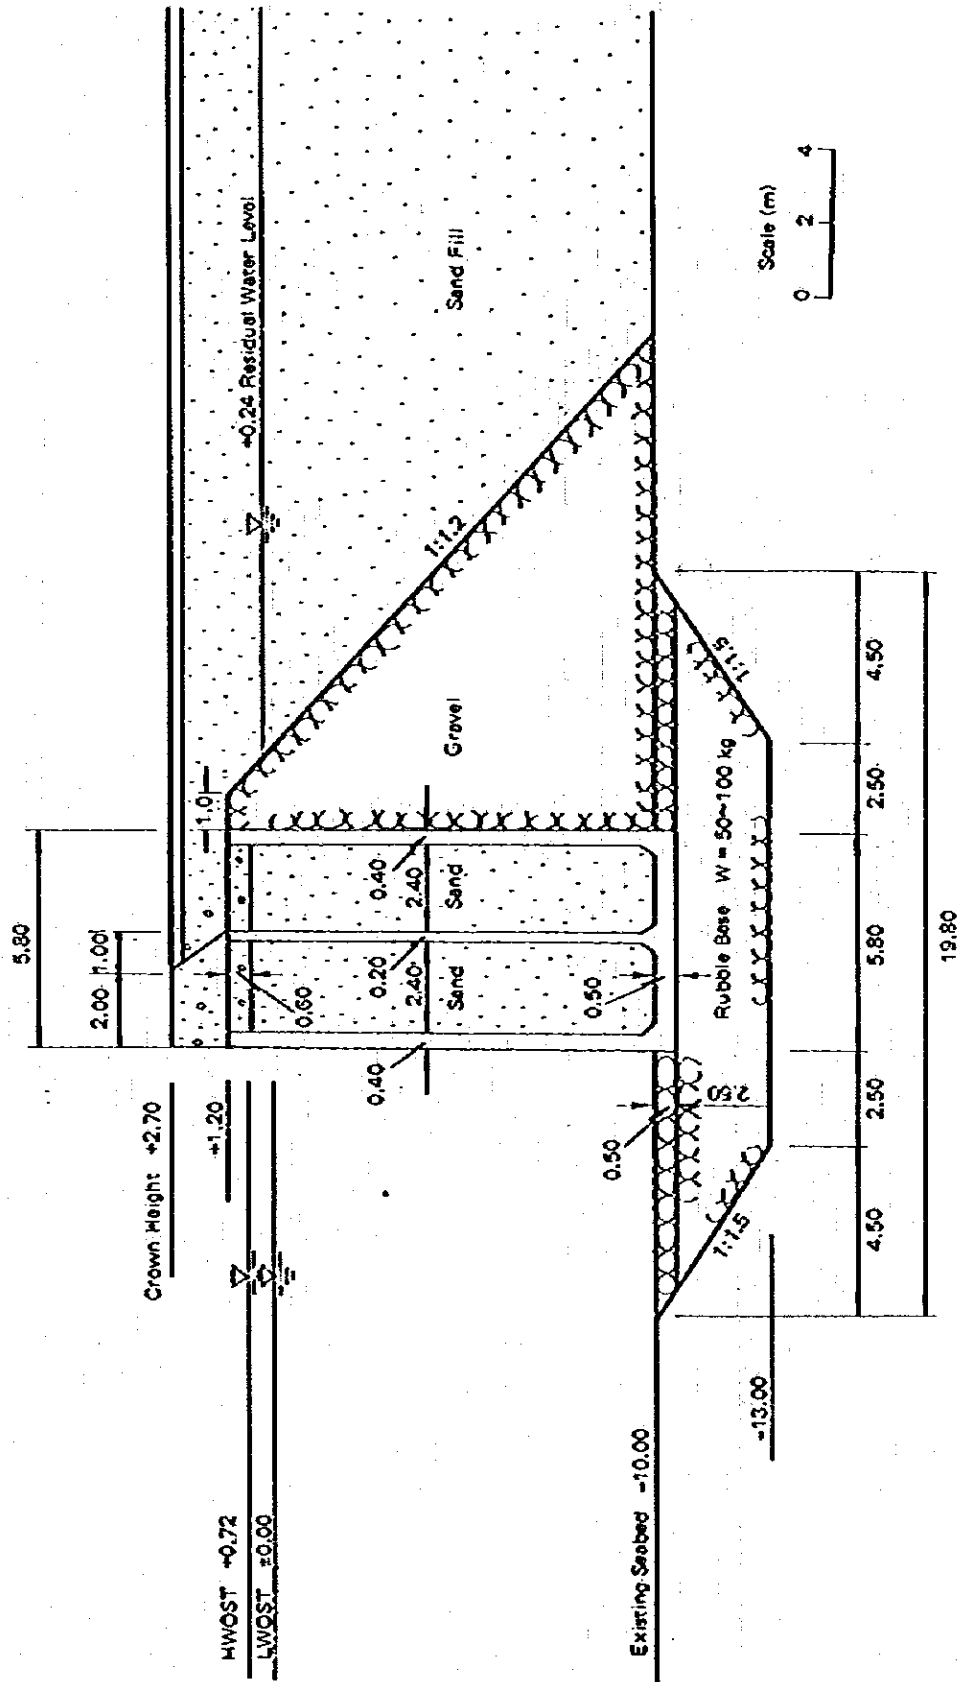 5.80
2.00
1.00
Crown Height +2.70
+1.20
1.0
+0.24 Residual Water Level
HWOST +0.72
LWOST ±0.00
0.60
0.40
0.20
0.40
2.40
2.40
Sand
Sand
Gravel
Sand Fill
1:1.2
Existing Seabed -10.00
0.50
0.50
2.50
Rubble Base W = 50~100 kg
1:1.5
1:1.5
-13.00
4.50
2.50
5.80
2.50
4.50
19.80
Scale (m)
0 2 4